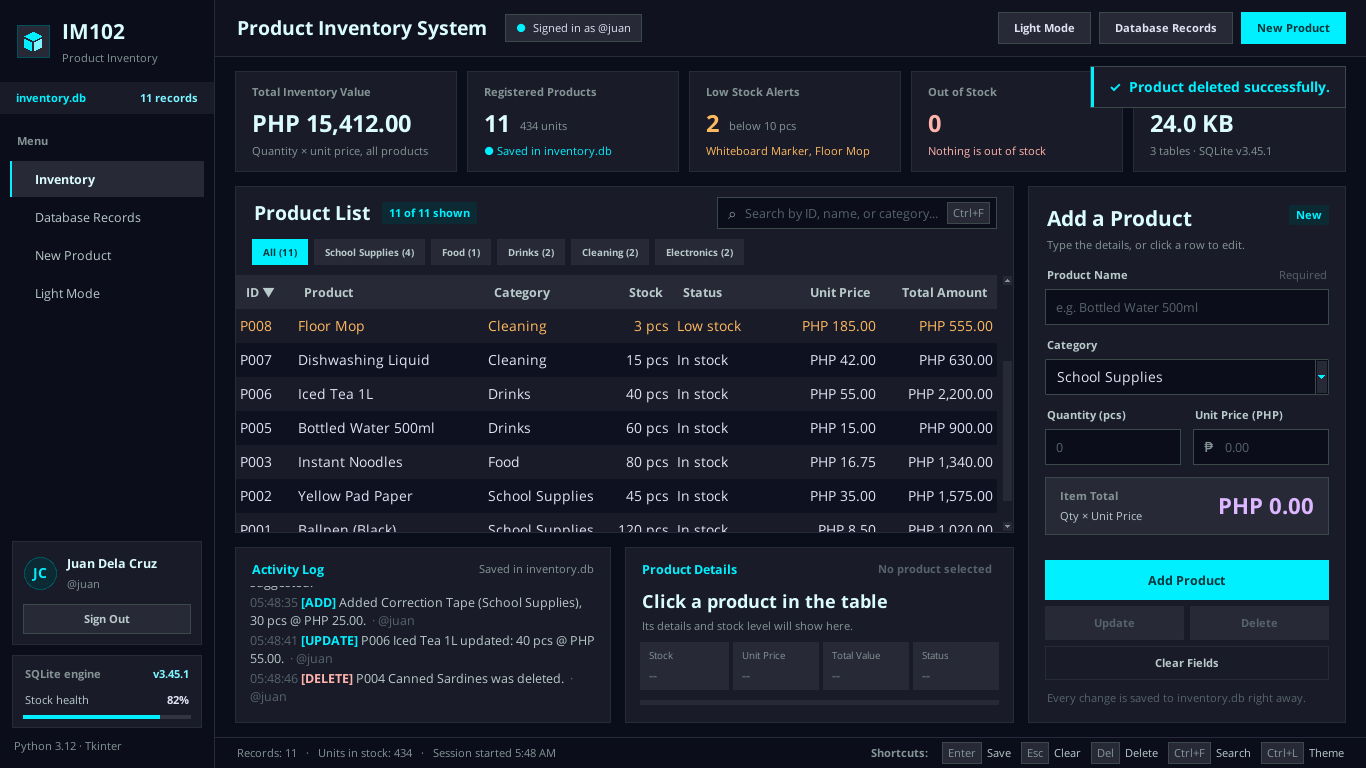 IM102
Product Inventory
inventory.db 11 records
Menu
Inventory
Database Records
New Product
Light Mode
JC
Juan Dela Cruz
@juan
Sign Out
SQLite engine v3.45.1
Stock health 82%
Python 3.12 · Tkinter
Product Inventory System
Signed in as @juan
Light Mode
Database Records
New Product
✓ Product deleted successfully.
Total Inventory Value
PHP 15,412.00
Quantity × unit price, all products
Registered Products
11 434 units
Saved in inventory.db
Low Stock Alerts
2 below 10 pcs
Whiteboard Marker, Floor Mop
Out of Stock
0
Nothing is out of stock
24.0 KB
3 tables · SQLite v3.45.1
Product List 11 of 11 shown
Search by ID, name, or category... Ctrl+F
All (11) School Supplies (4) Food (1) Drinks (2) Cleaning (2) Electronics (2)
ID ▼ Product Category Stock Status Unit Price Total Amount
P008 Floor Mop Cleaning 3 pcs Low stock PHP 185.00 PHP 555.00
P007 Dishwashing Liquid Cleaning 15 pcs In stock PHP 42.00 PHP 630.00
P006 Iced Tea 1L Drinks 40 pcs In stock PHP 55.00 PHP 2,200.00
P005 Bottled Water 500ml Drinks 60 pcs In stock PHP 15.00 PHP 900.00
P003 Instant Noodles Food 80 pcs In stock PHP 16.75 PHP 1,340.00
P002 Yellow Pad Paper School Supplies 45 pcs In stock PHP 35.00 PHP 1,575.00
P001 Ballpen (Black) School Supplies 120 pcs In stock PHP 8.50 PHP 1,020.00
Activity Log Saved in inventory.db
05:48:35 [ADD] Added Correction Tape (School Supplies),
30 pcs @ PHP 25.00. · @juan
05:48:41 [UPDATE] P006 Iced Tea 1L updated: 40 pcs @ PHP
55.00. · @juan
05:48:46 [DELETE] P004 Canned Sardines was deleted. ·
@juan
Product Details No product selected
Click a product in the table
Its details and stock level will show here.
Stock Unit Price Total Value Status
-- -- -- --
Add a Product New
Type the details, or click a row to edit.
Product Name Required
e.g. Bottled Water 500ml
Category
School Supplies
Quantity (pcs) Unit Price (PHP)
0 ₱ 0.00
Item Total
Qty × Unit Price
PHP 0.00
Add Product
Update Delete
Clear Fields
Every change is saved to inventory.db right away.
Records: 11 · Units in stock: 434 · Session started 5:48 AM
Shortcuts: Enter Save Esc Clear Del Delete Ctrl+F Search Ctrl+L Theme